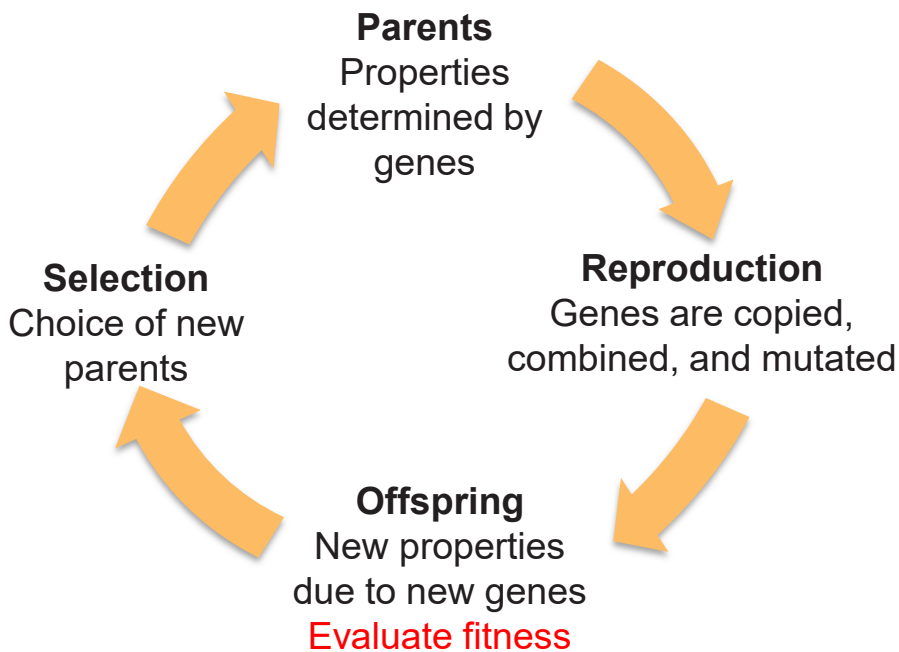 Parents
Properties
determined by
genes
Reproduction
Genes are copied,
combined, and mutated
Offspring
New properties
due to new genes
Evaluate fitness
Selection
Choice of new
parents